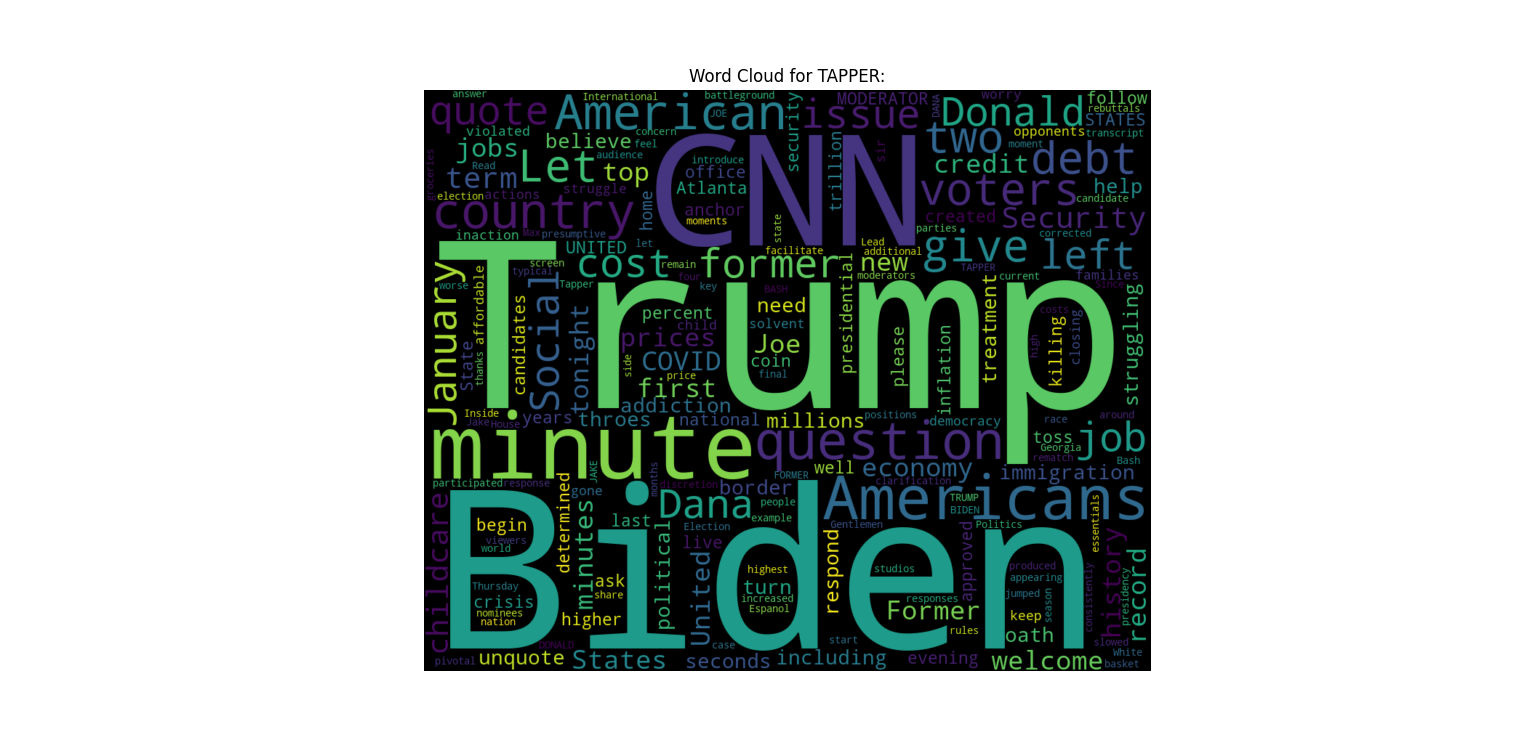 Word Cloud for TAPPER:
answer
International
battleground
JOE
MODERATOR
DANA
worry
follow
quote
American
issue
Donald
rebuttals
STATES
violated
concern
feel
security
sir
two
opponents
transcript
jobs
believe
audience
introduce
trillion
moment
Read
Let
top
CNN
credit
debt
groceries
term
struggle
office
Atlanta
voters
help
election
actions
home
anchor
moments
candidate
country
created
Security
state
parties
inaction
Max
presumptive
let
facilitate
Lead
additional
give
left
corrected
UNITED
screen
cost
remain
former
new
TAPPER
typical
four
moderators
current
families
January
worse
affordable
Social
Tapper
key
BASH
presidential
Since
State
thanks
candidates
tonight
percent
need
child
solvent
treatment
costs
struggling
Trump
prices
Joe
please
inflation
high
killing
closing
side
COVID
coin
price
final
first
addiction
Inside
years
throes
national
millions
positions
democracy
race
around
Jake
House
minute
question
toss
job
Georgia
rematch
well
economy
immigration
Bash
JAKE
months
FORMER
participated
response
gone
discretion
border
clarification
determined
Dana
people
Americans
TRUMP
BIDEN
begin
minutes
last
Election
example
Gentlemen
Politics
essentials
viewers
world
political
live
respond
approved
history
childcare
Biden
ask
highest
studios
produced
appearing
Thursday
crisis
share
turn
increased
responses
jumped
season
consistently
presidency
record
nominees
nation
higher
United
Espanol
Former
keep
rules
oath
DONALD
case
start
slowed
pivotal
unquote
States
seconds
including
evening
welcome
White
basket